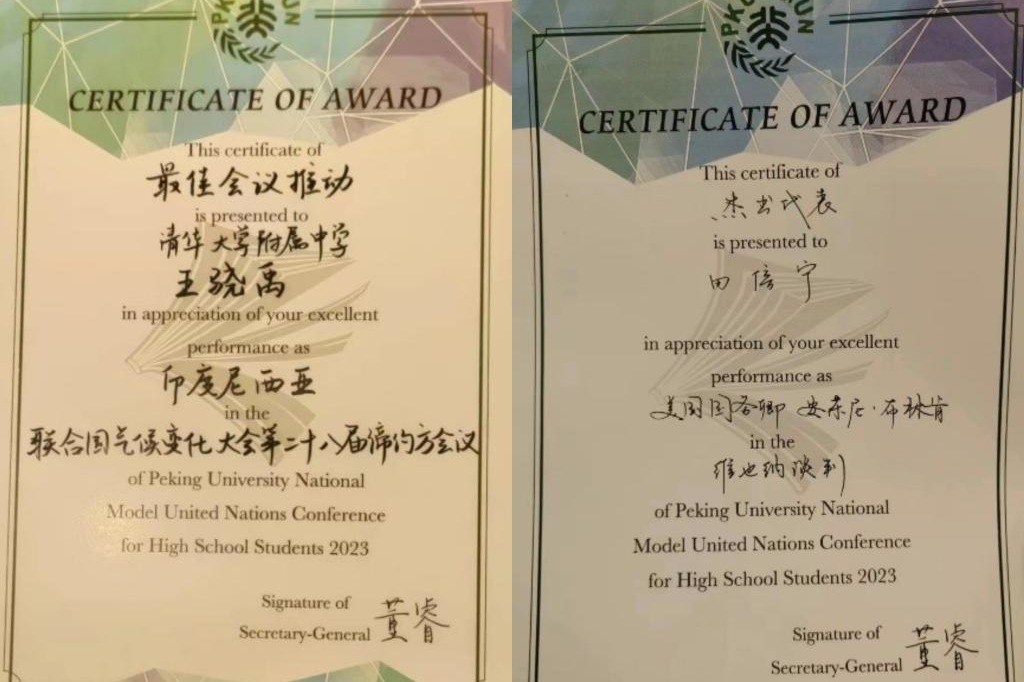 CERTIFICATE OF AWARD
This certificate of
最佳会议推动
is presented to
清华大学附属中学
王骁禹
in appreciation of your excellent
performance as
印度尼西亚
in the
联合国气候变化大会第二十八届缔约方会议
of Peking University National
Model United Nations Conference
for High School Students 2023
Signature of
Secretary-General 董睿
CERTIFICATE OF AWARD
This certificate of
杰出代表
is presented to
田倍宁
in appreciation of your excellent
performance as
美国国务卿 安东尼·布林肯
in the
维也纳谈判
of Peking University National
Model United Nations Conference
for High School Students 2023
Signature of
Secretary-General 董睿